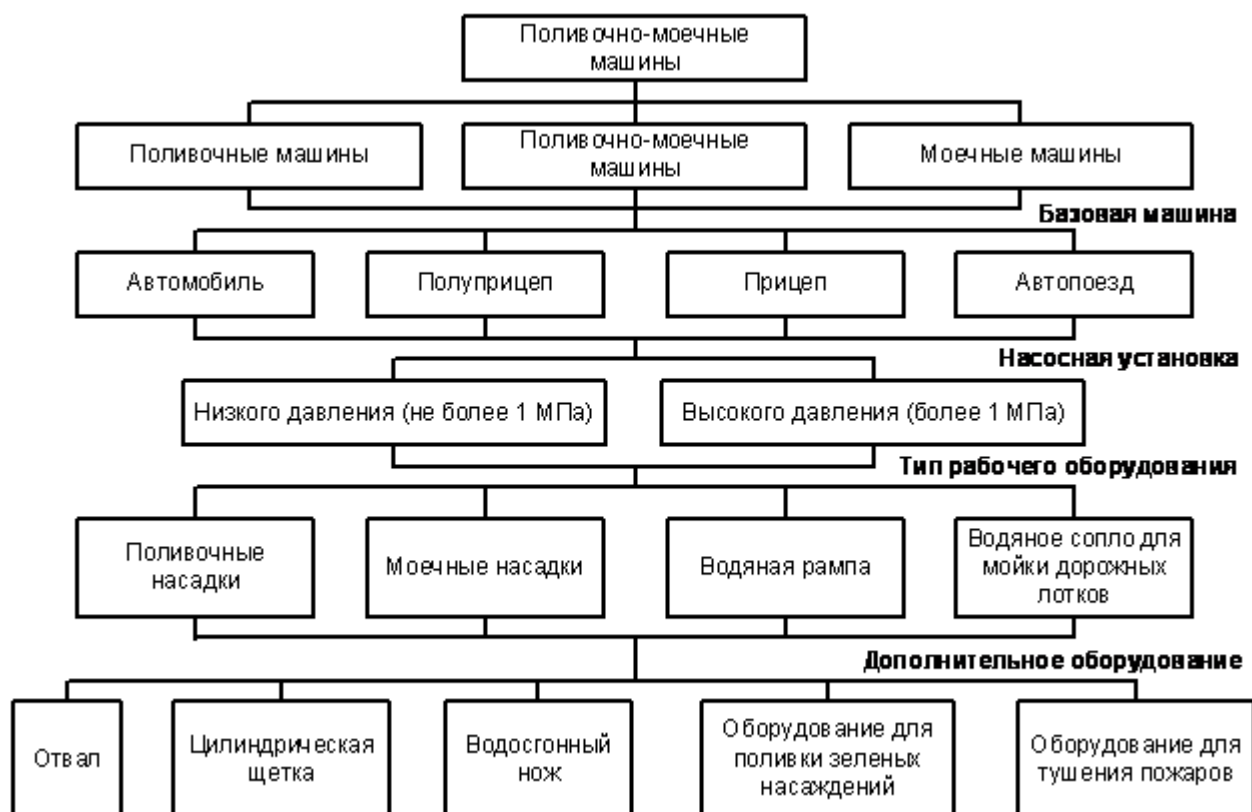 Поливочно-моечные
машины
Поливочные машины
Поливочно-моечные
машины
Моечные машины
Базовая машина
Автомобиль
Полуприцеп
Прицеп
Автопоезд
Насосная установка
Низкого давления (не более 1 МПа)
Высокого давления (более 1 МПа)
Тип рабочего оборудования
Поливочные
насадки
Моечные насадки
Водяная рампа
Водяное сопло для
мойки дорожных
лотков
Дополнительное оборудование
Отвал
Цилиндрическая
щетка
Водосгонный
нож
Оборудование для
поливки зеленых
насаждений
Оборудование для
тушения пожаров